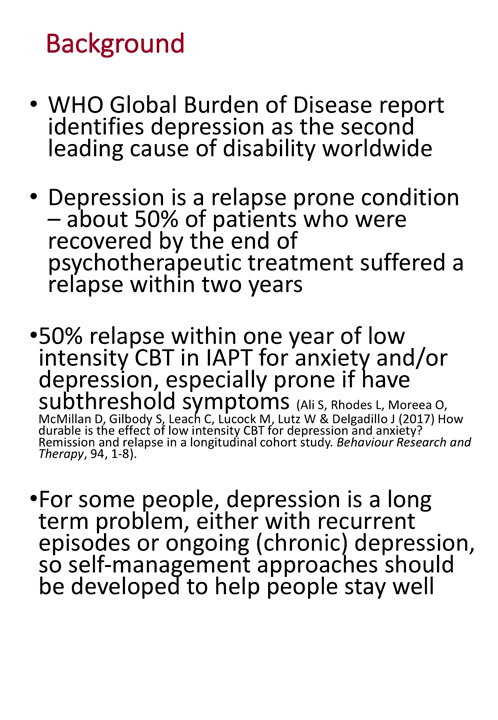 Background
• WHO Global Burden of Disease report
identifies depression as the second
leading cause of disability worldwide
• Depression is a relapse prone condition
– about 50% of patients who were
recovered by the end of
psychotherapeutic treatment suffered a
relapse within two years
•50% relapse within one year of low
intensity CBT in IAPT for anxiety and/or
depression, especially prone if have
subthreshold symptoms (Ali S, Rhodes L, Moreea O,
McMillan D, Gilbody S, Leach C, Lucock M, Lutz W & Delgadillo J (2017) How
durable is the effect of low intensity CBT for depression and anxiety?
Remission and relapse in a longitudinal cohort study. Behaviour Research and
Therapy, 94, 1-8).
•For some people, depression is a long
term problem, either with recurrent
episodes or ongoing (chronic) depression,
so self-management approaches should
be developed to help people stay well